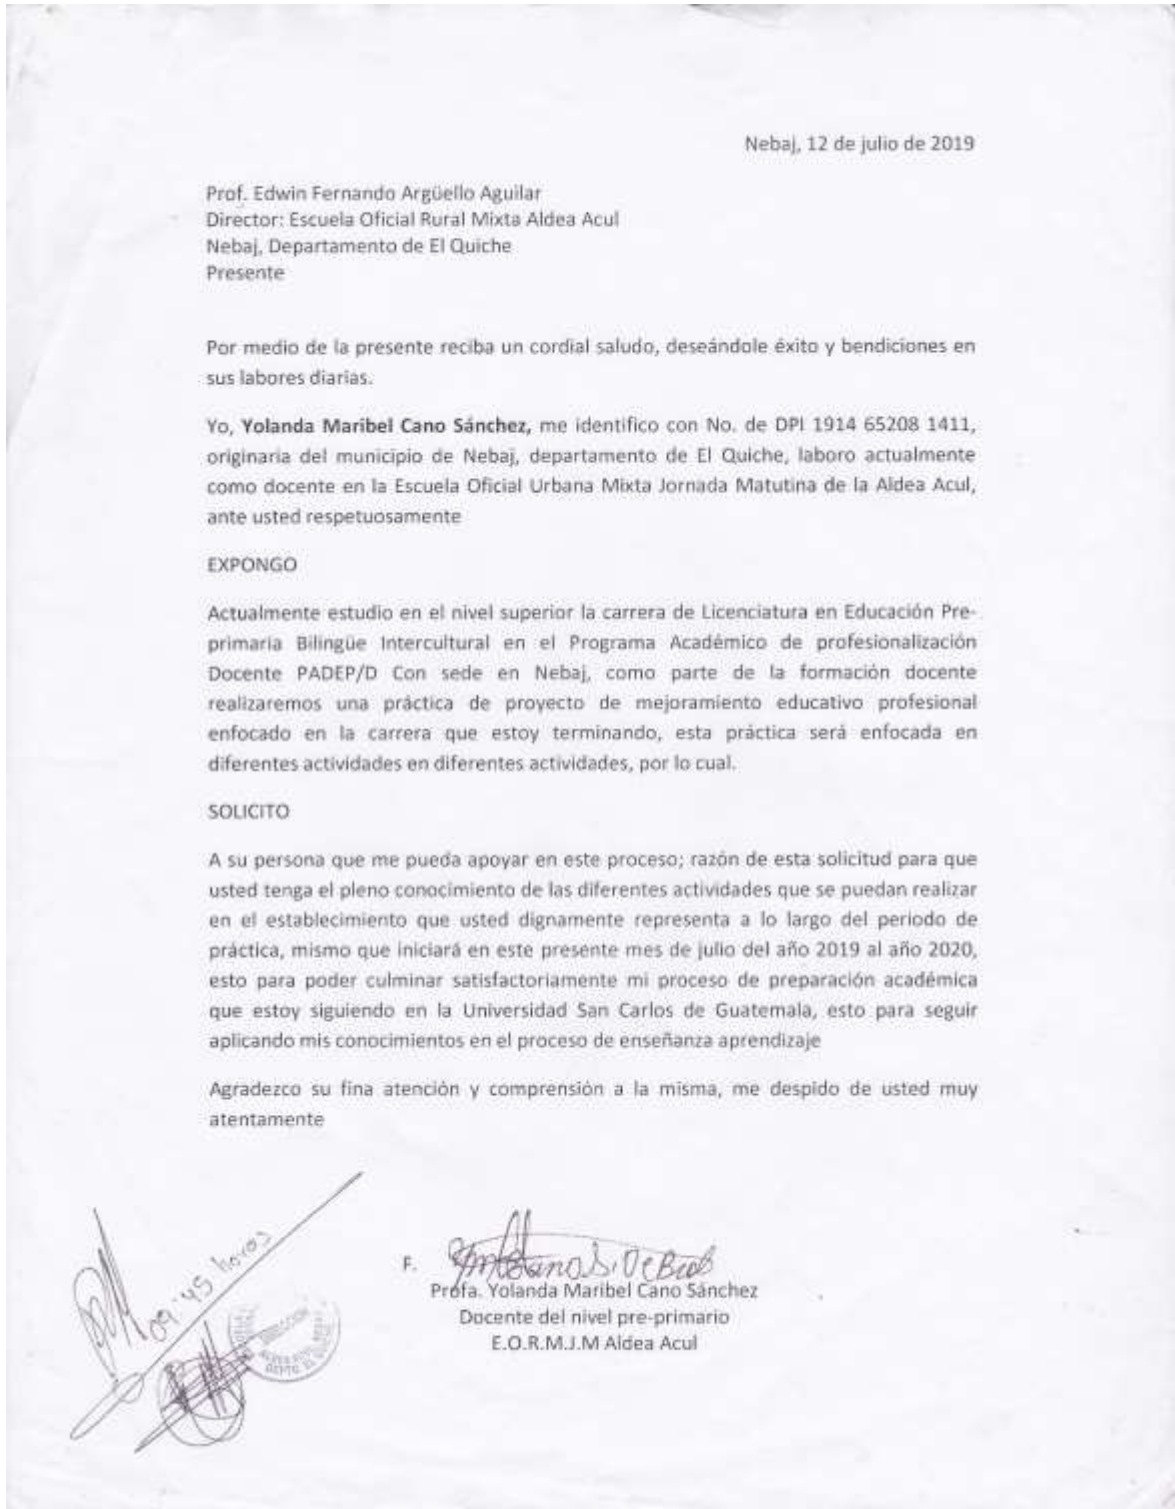 Nebaj, 12 de julio de 2019
Prof. Edwin Fernando Argüello Aguilar
Director: Escuela Oficial Rural Mixta Aldea Acul
Nebaj, Departamento de El Quiche
Presente
Por medio de la presente reciba un cordial saludo, deseándole éxito y bendiciones en
sus labores diarias.
Yo, Yolanda Maribel Cano Sánchez, me identifico con No. de DPI 1914 65208 1411,
originaria del municipio de Nebaj, departamento de El Quiche, laboro actualmente
como docente en la Escuela Oficial Urbana Mixta Jornada Matutina de la Aldea Acul,
ante usted respetuosamente
EXPONGO
Actualmente estudio en el nivel superior la carrera de Licenciatura en Educación Pre-
primaria Bilingüe Intercultural en el Programa Académico de profesionalización
Docente PADEP/D Con sede en Nebaj, como parte de la formación docente
realizaremos una práctica de proyecto de mejoramiento educativo profesional
enfocado en la carrera que estoy terminando, esta práctica será enfocada en
diferentes actividades en diferentes actividades, por lo cual.
SOLICITO
A su persona que me pueda apoyar en este proceso; razón de esta solicitud para que
usted tenga el pleno conocimiento de las diferentes actividades que se puedan realizar
en el establecimiento que usted dignamente representa a lo largo del periodo de
práctica, mismo que iniciará en este presente mes de julio del año 2019 al año 2020,
esto para poder culminar satisfactoriamente mi proceso de preparación académica
que estoy siguiendo en la Universidad San Carlos de Guatemala, esto para seguir
aplicando mis conocimientos en el proceso de enseñanza aprendizaje
Agradezco su fina atención y comprensión a la misma, me despido de usted muy
atentamente
09:45 horas
DIRECCION
F.
Profa. Yolanda Maribel Cano Sánchez
Docente del nivel pre-primario
E.O.R.M.J.M Aldea Acul